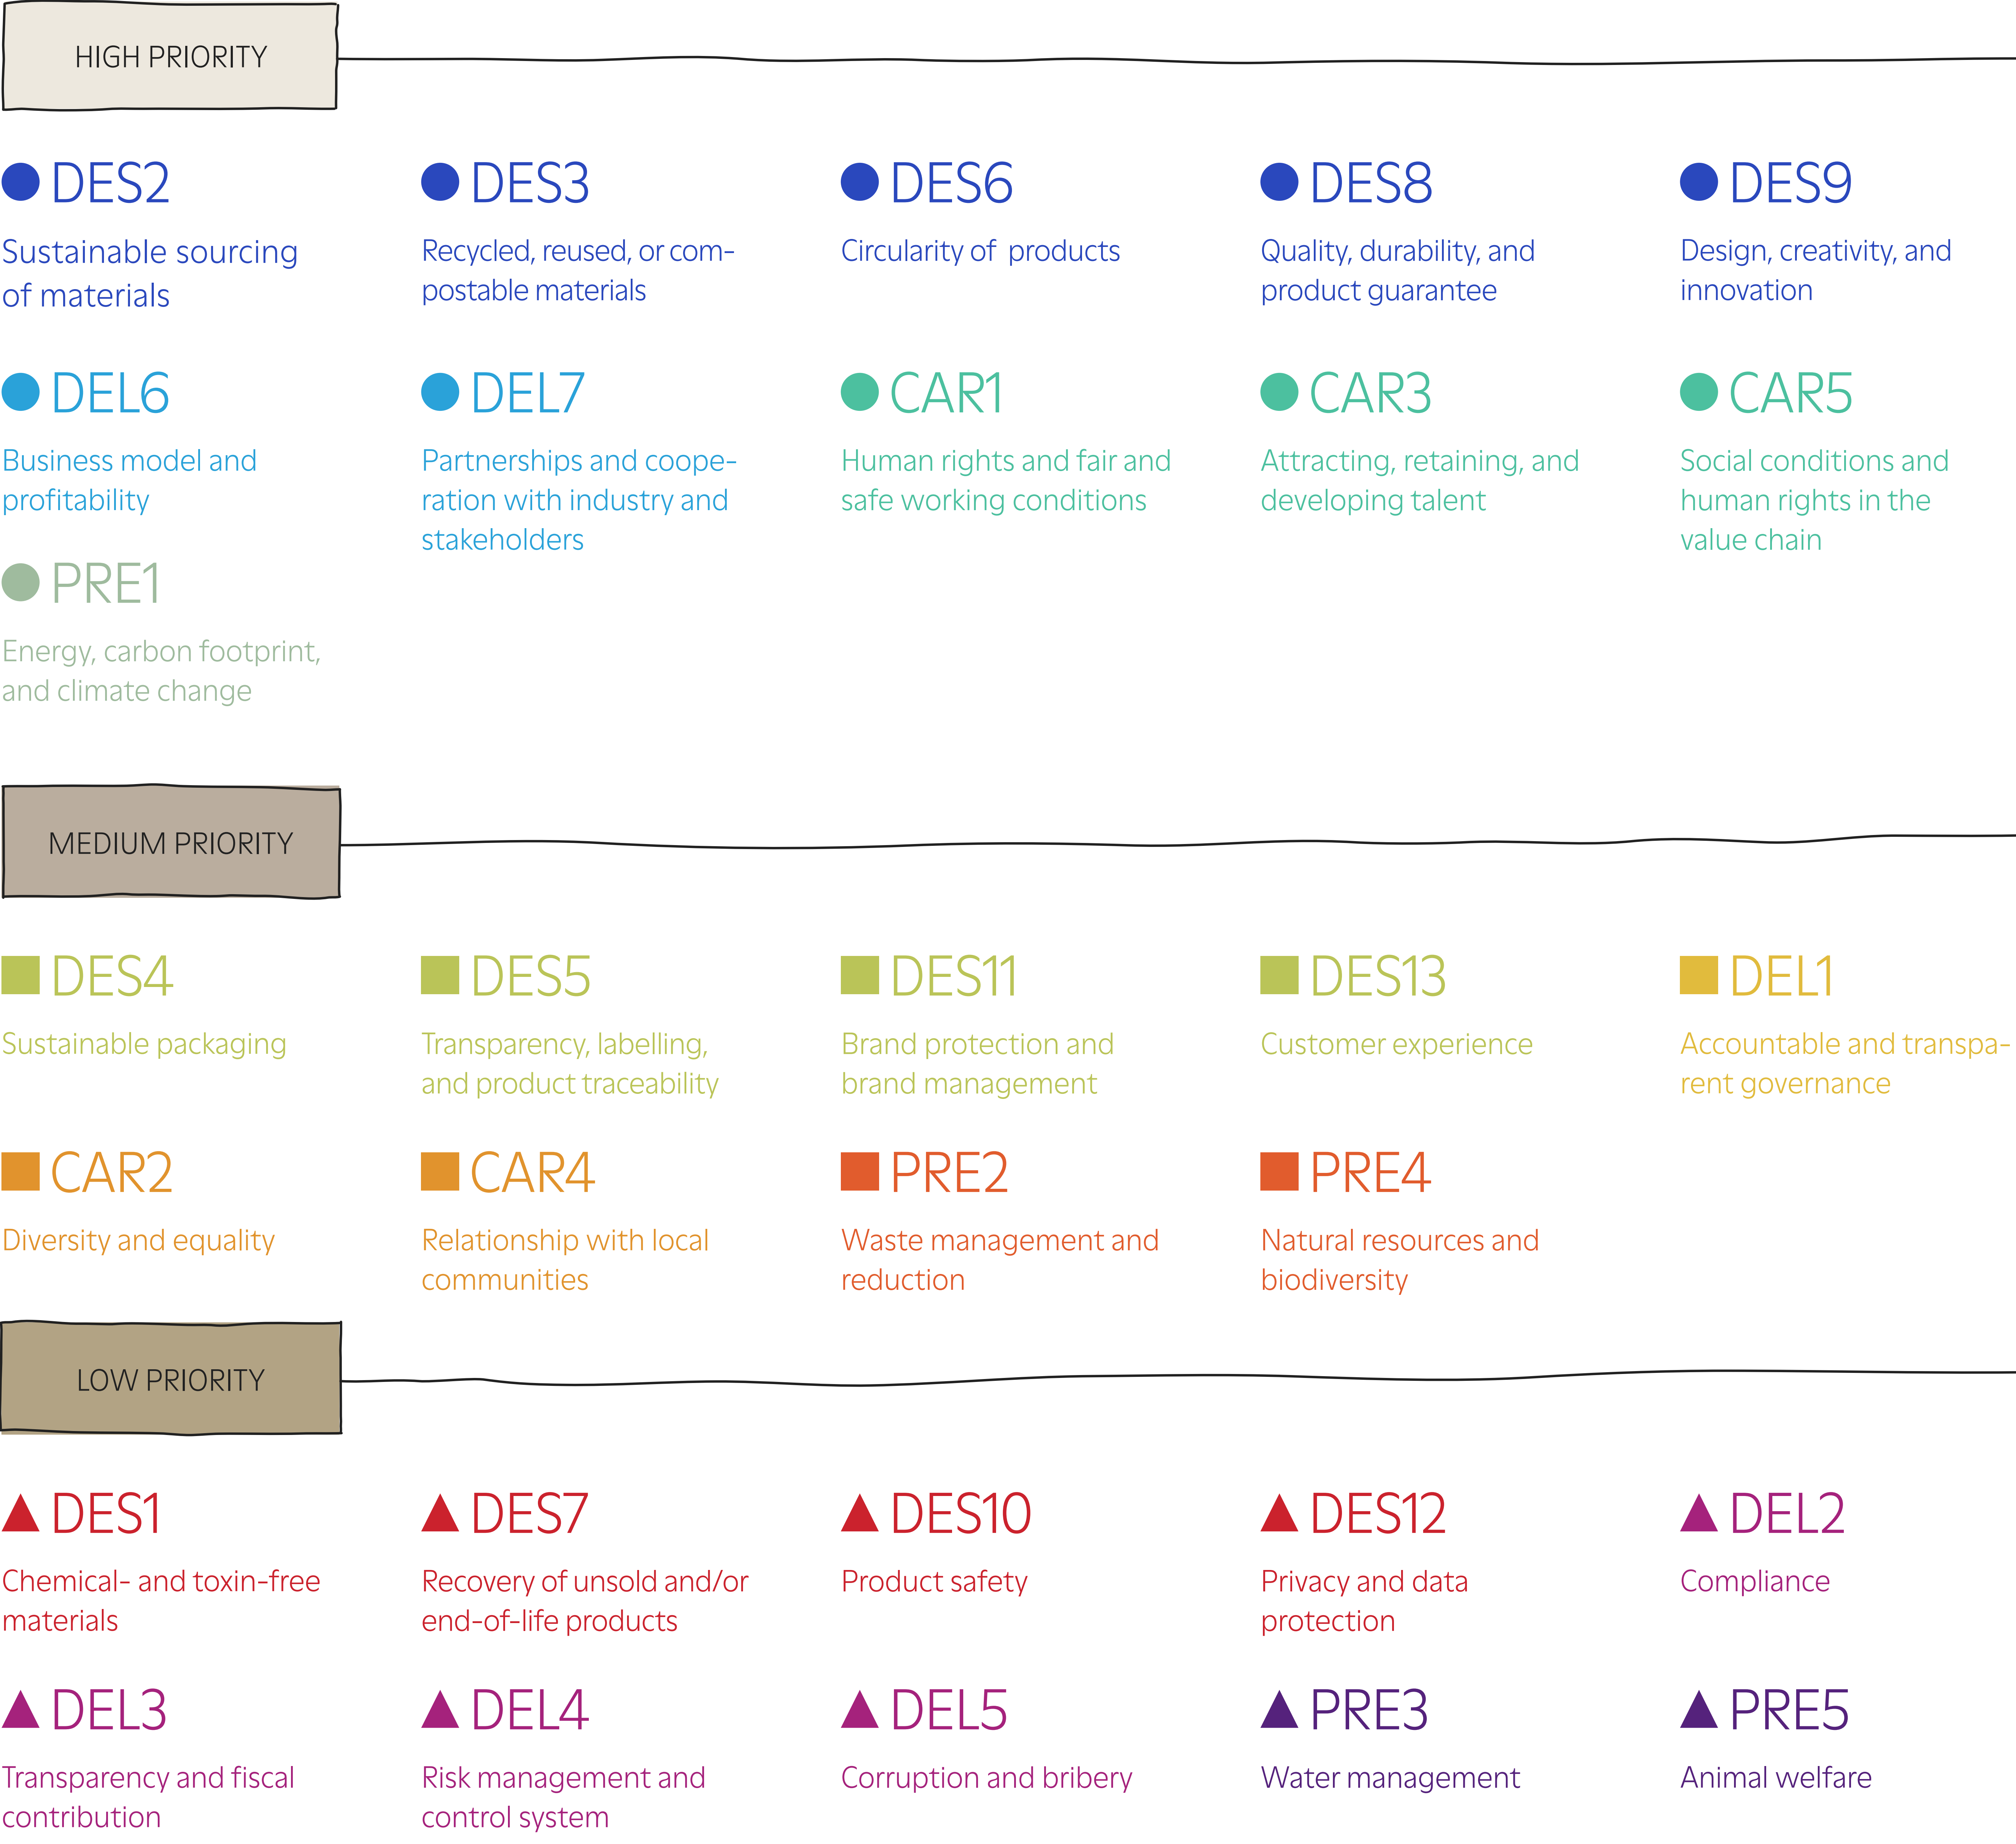 HIGH PRIORITY
DES2
Sustainable sourcing
of materials
DES3
Recycled, reused, or com-
postable materials
DES6
Circularity of products
DES8
Quality, durability, and
product guarantee
DES9
Design, creativity, and
innovation
DEL6
Business model and
profitability
DEL7
Partnerships and coope-
ration with industry and
stakeholders
CAR1
Human rights and fair and
safe working conditions
CAR3
Attracting, retaining, and
developing talent
CAR5
Social conditions and
human rights in the
value chain
PRE1
Energy, carbon footprint,
and climate change
MEDIUM PRIORITY
DES4
Sustainable packaging
DES5
Transparency, labelling,
and product traceability
DES11
Brand protection and
brand management
DES13
Customer experience
DEL1
Accountable and transpa-
rent governance
CAR2
Diversity and equality
CAR4
Relationship with local
communities
PRE2
Waste management and
reduction
PRE4
Natural resources and
biodiversity
LOW PRIORITY
DES1
Chemical- and toxin-free
materials
DES7
Recovery of unsold and/or
end-of-life products
DES10
Product safety
DES12
Privacy and data
protection
DEL2
Compliance
DEL3
Transparency and fiscal
contribution
DEL4
Risk management and
control system
DEL5
Corruption and bribery
PRE3
Water management
PRE5
Animal welfare